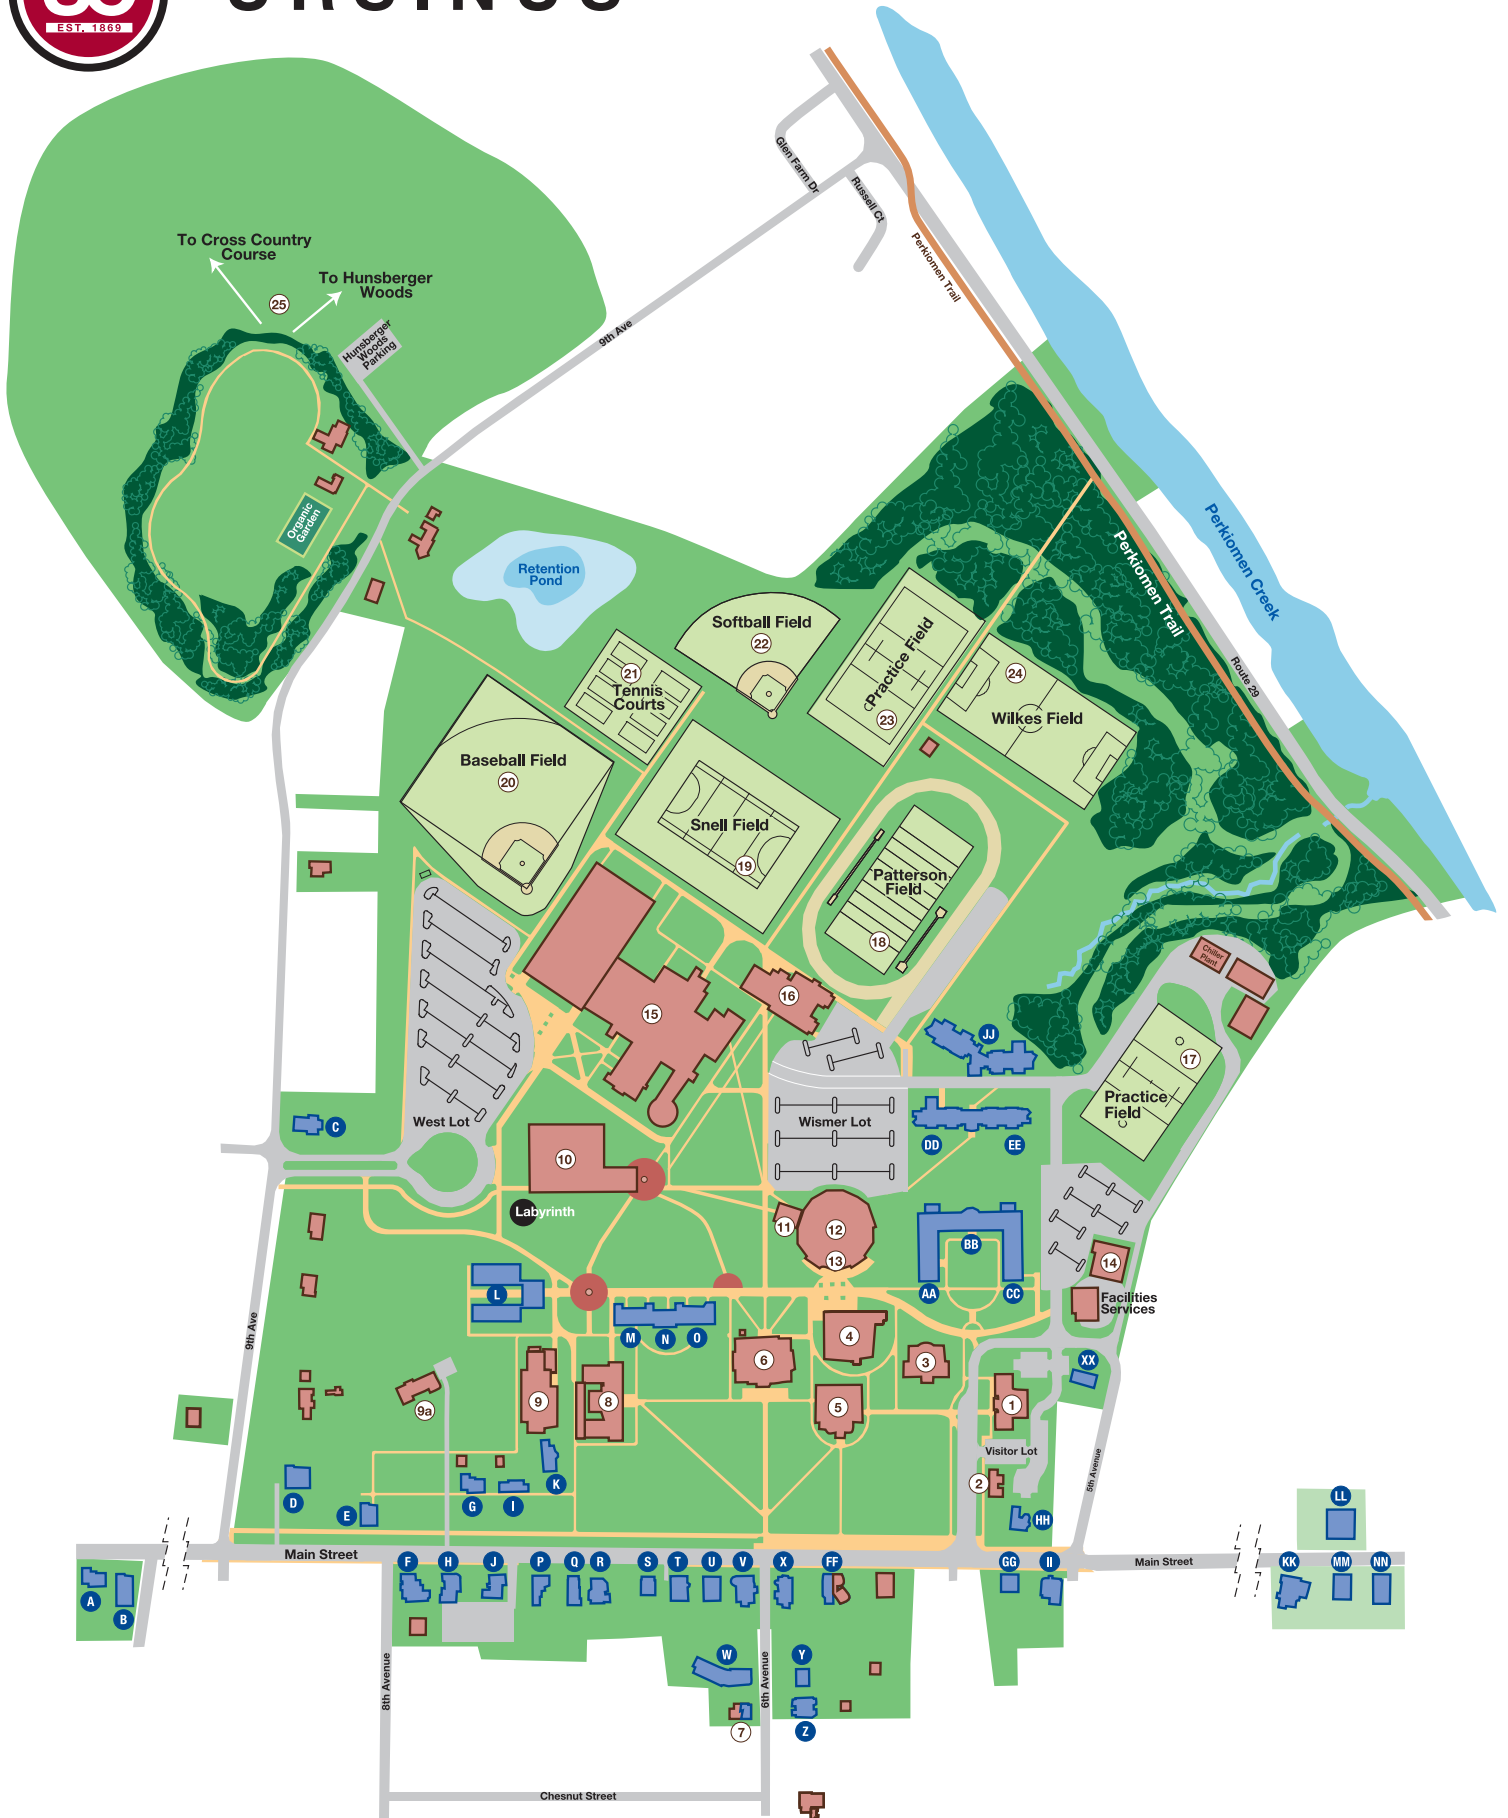 URSINUS
EST. 1869
Glen Farm Dr
Russell Ct
Perkiomen Trail
To Cross Country
Course
To Hunsberger
Woods
25
Hunsberger
Woods
Parking
9th Ave
Organic
Garden
Retention
Pond
Perkiomen Creek
Perkiomen Trail
Route 29
Softball Field
22
Practice Field
23
24
Wilkes Field
21
Tennis
Courts
Baseball Field
20
Snell Field
19
Patterson
Field
18
Chiller
Plant
16
15
JJ
17
Practice
Field
C
West Lot
Wismer Lot
DD
EE
10
Labyrinth
11
12
13
BB
14
L
AA
CC
Facilities
Services
M
N
O
4
9th Ave
6
3
XX
9a
9
8
5
1
Visitor Lot
5th Avenue
K
2
D
G
I
E
HH
LL
Main Street
F
H
J
P
Q
R
S
T
U
V
X
FF
GG
II
Main Street
KK
MM
NN
A
B
W
Y
8th Avenue
6th Avenue
7
Z
Chesnut Street